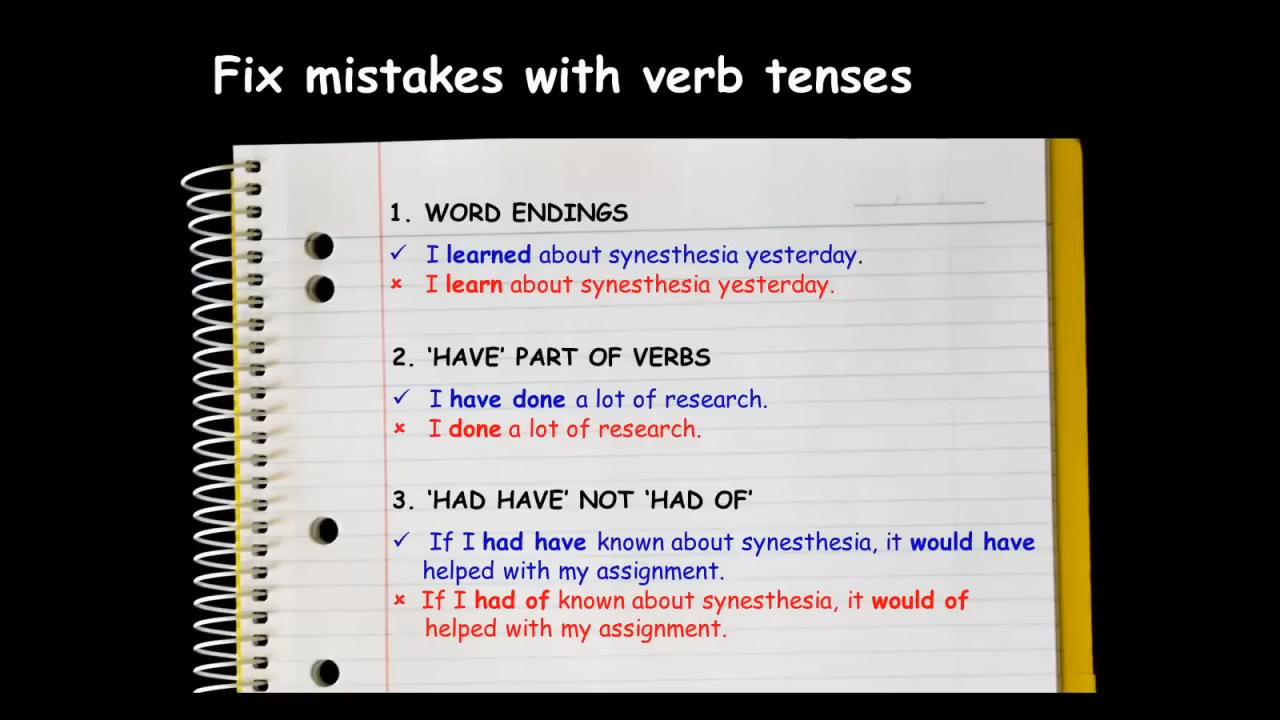 Fix mistakes with verb tenses
1. WORD ENDINGS
✓ I learned about synesthesia yesterday.
× I learn about synesthesia yesterday.
2. ‘HAVE’ PART OF VERBS
✓ I have done a lot of research.
× I done a lot of research.
3. ‘HAD HAVE’ NOT ‘HAD OF’
✓ If I had have known about synesthesia, it would have
helped with my assignment.
× If I had of known about synesthesia, it would of
helped with my assignment.